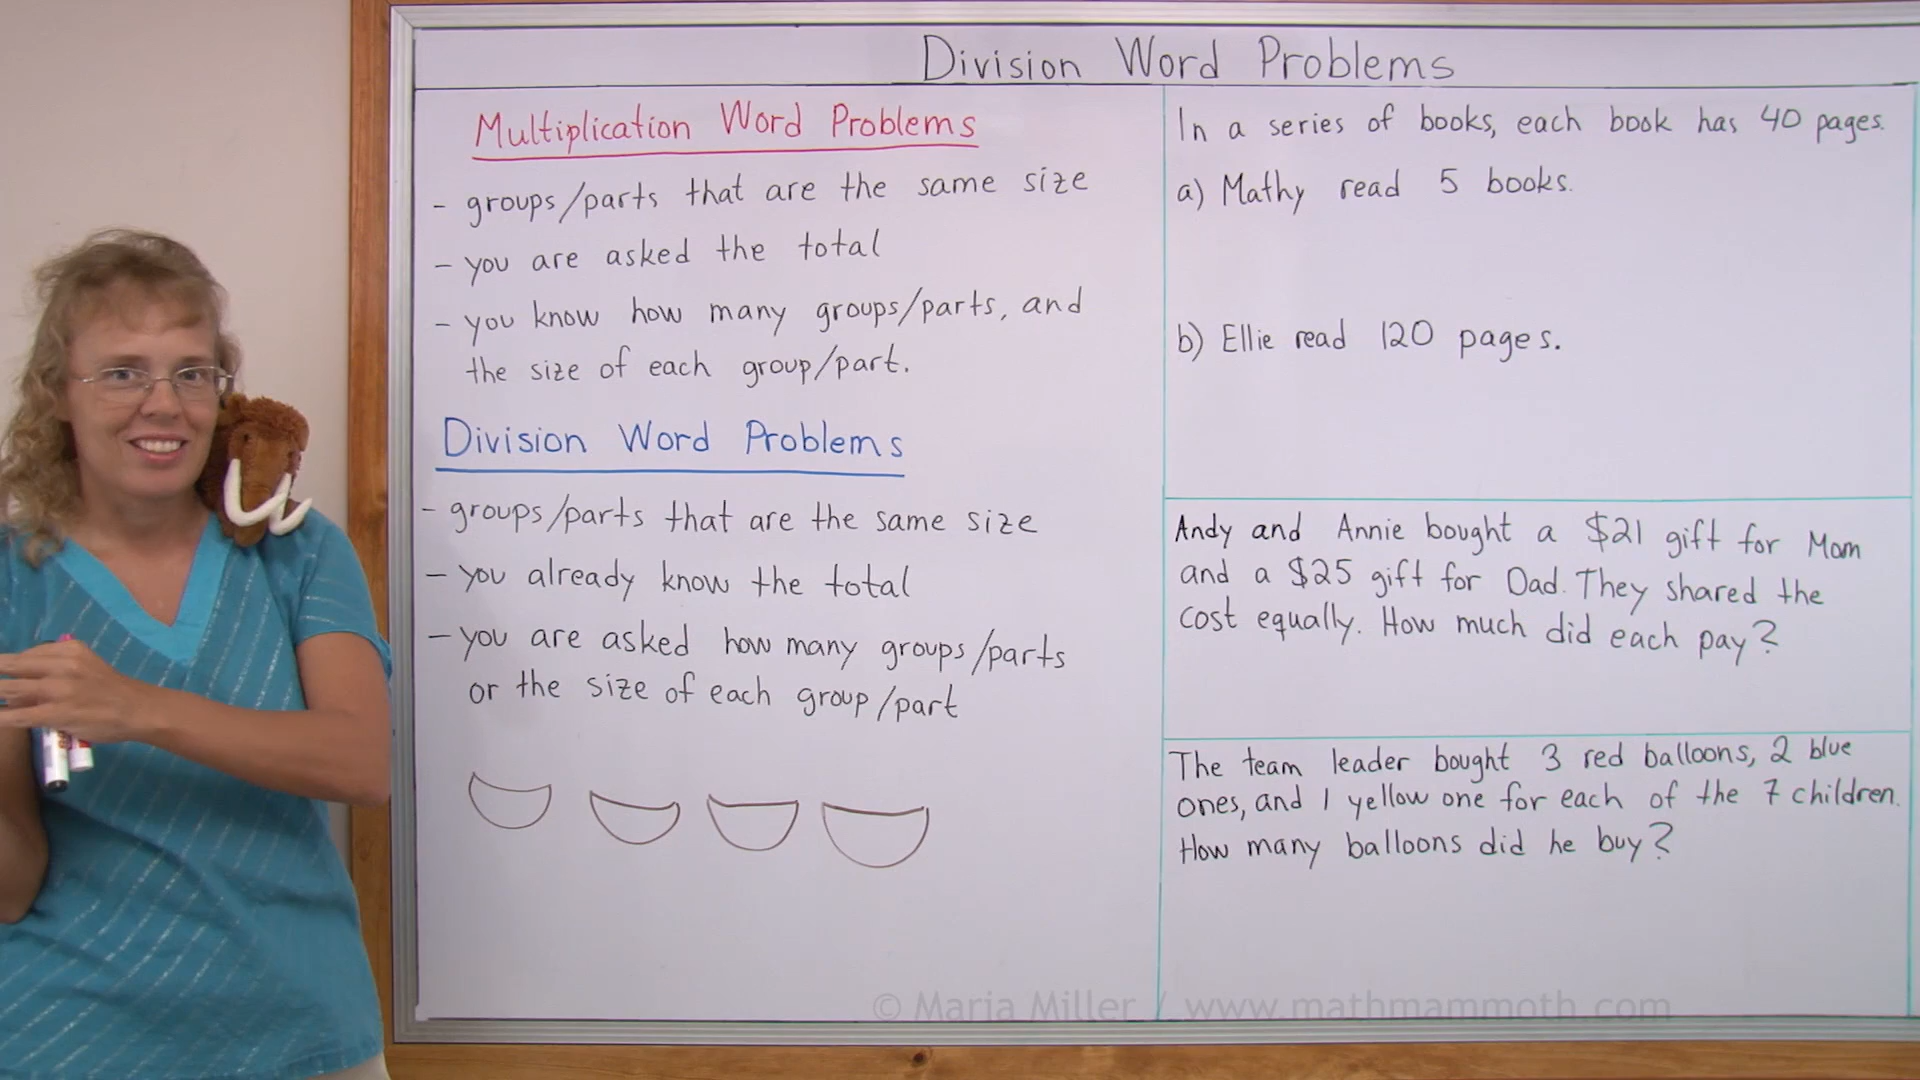 Division Word Problems
Multiplication Word Problems
- groups/parts that are the same size
- you are asked the total
- you know how many groups/parts, and
the size of each group/part.
Division Word Problems
- groups/parts that are the same size
- you already know the total
- you are asked how many groups/parts
or the size of each group/part
In a series of books, each book has 40 pages.
a) Mathy read 5 books.
b) Ellie read 120 pages.
Andy and Annie bought a $21 gift for Mom
and a $25 gift for Dad. They shared the
cost equally. How much did each pay?
The team leader bought 3 red balloons, 2 blue
ones, and 1 yellow one for each of the 7 children.
How many balloons did he buy?
© Maria Miller / www.mathmammoth.com